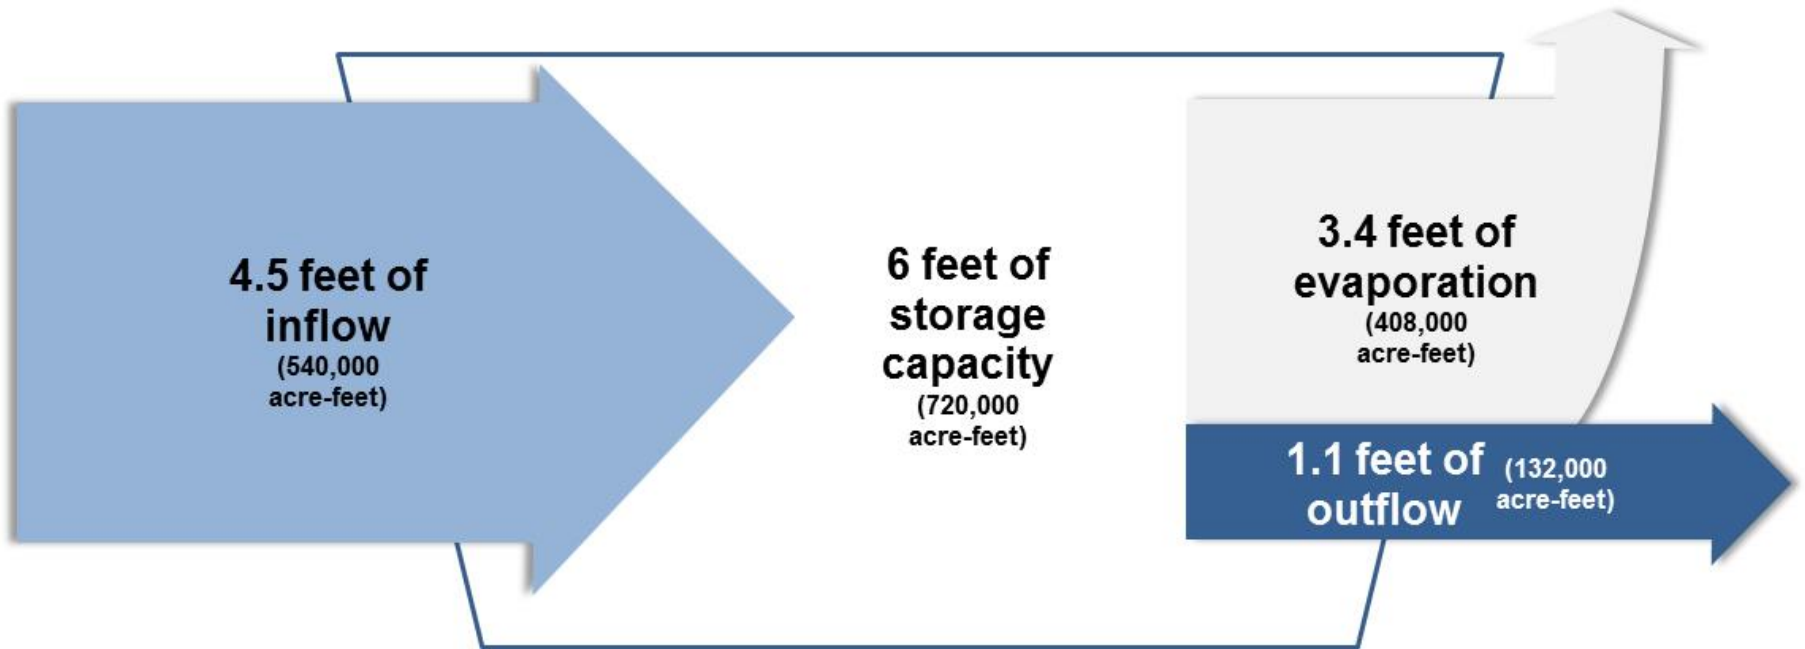 4.5 feet of
inflow
(540,000
acre-feet)
6 feet of
storage
capacity
(720,000
acre-feet)
3.4 feet of
evaporation
(408,000
acre-feet)
1.1 feet of
outflow
(132,000
acre-feet)